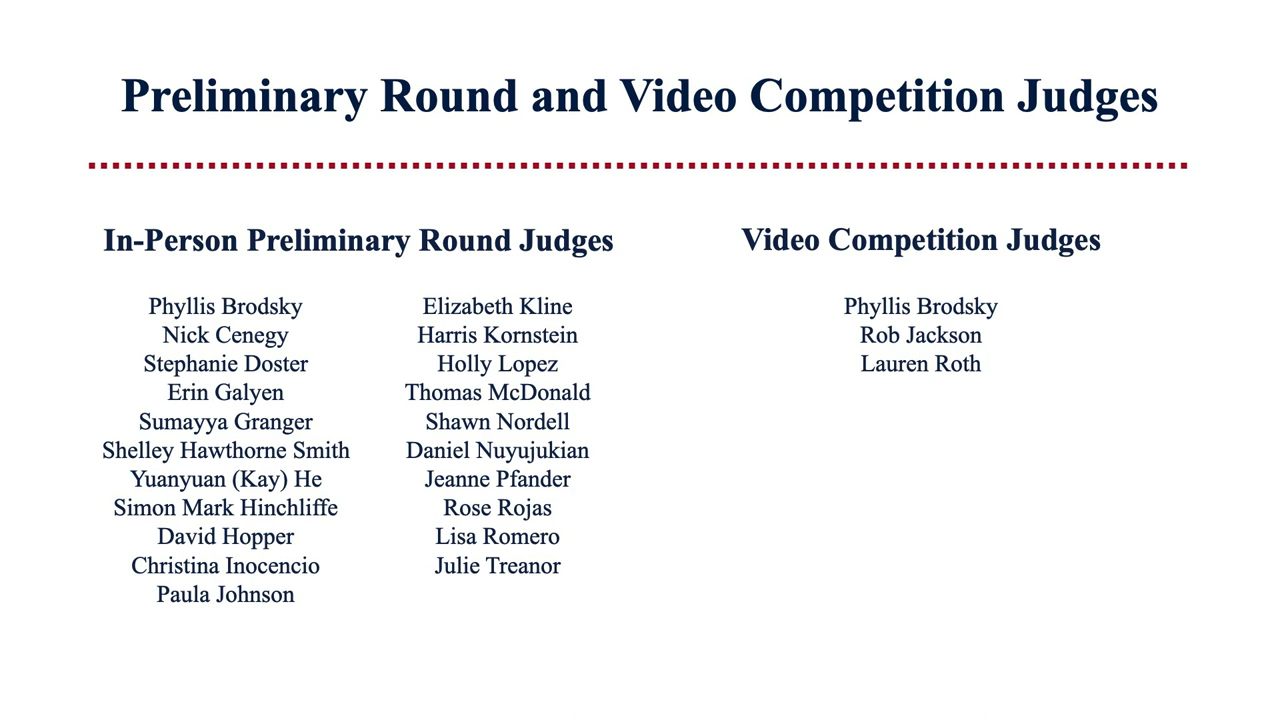 Preliminary Round and Video Competition Judges
In-Person Preliminary Round Judges
Phyllis Brodsky
Nick Cenegy
Stephanie Doster
Erin Galyen
Sumayya Granger
Shelley Hawthorne Smith
Yuanyuan (Kay) He
Simon Mark Hinchliffe
David Hopper
Christina Inocencio
Paula Johnson
Elizabeth Kline
Harris Kornstein
Holly Lopez
Thomas McDonald
Shawn Nordell
Daniel Nuyujukian
Jeanne Pfander
Rose Rojas
Lisa Romero
Julie Treanor
Video Competition Judges
Phyllis Brodsky
Rob Jackson
Lauren Roth